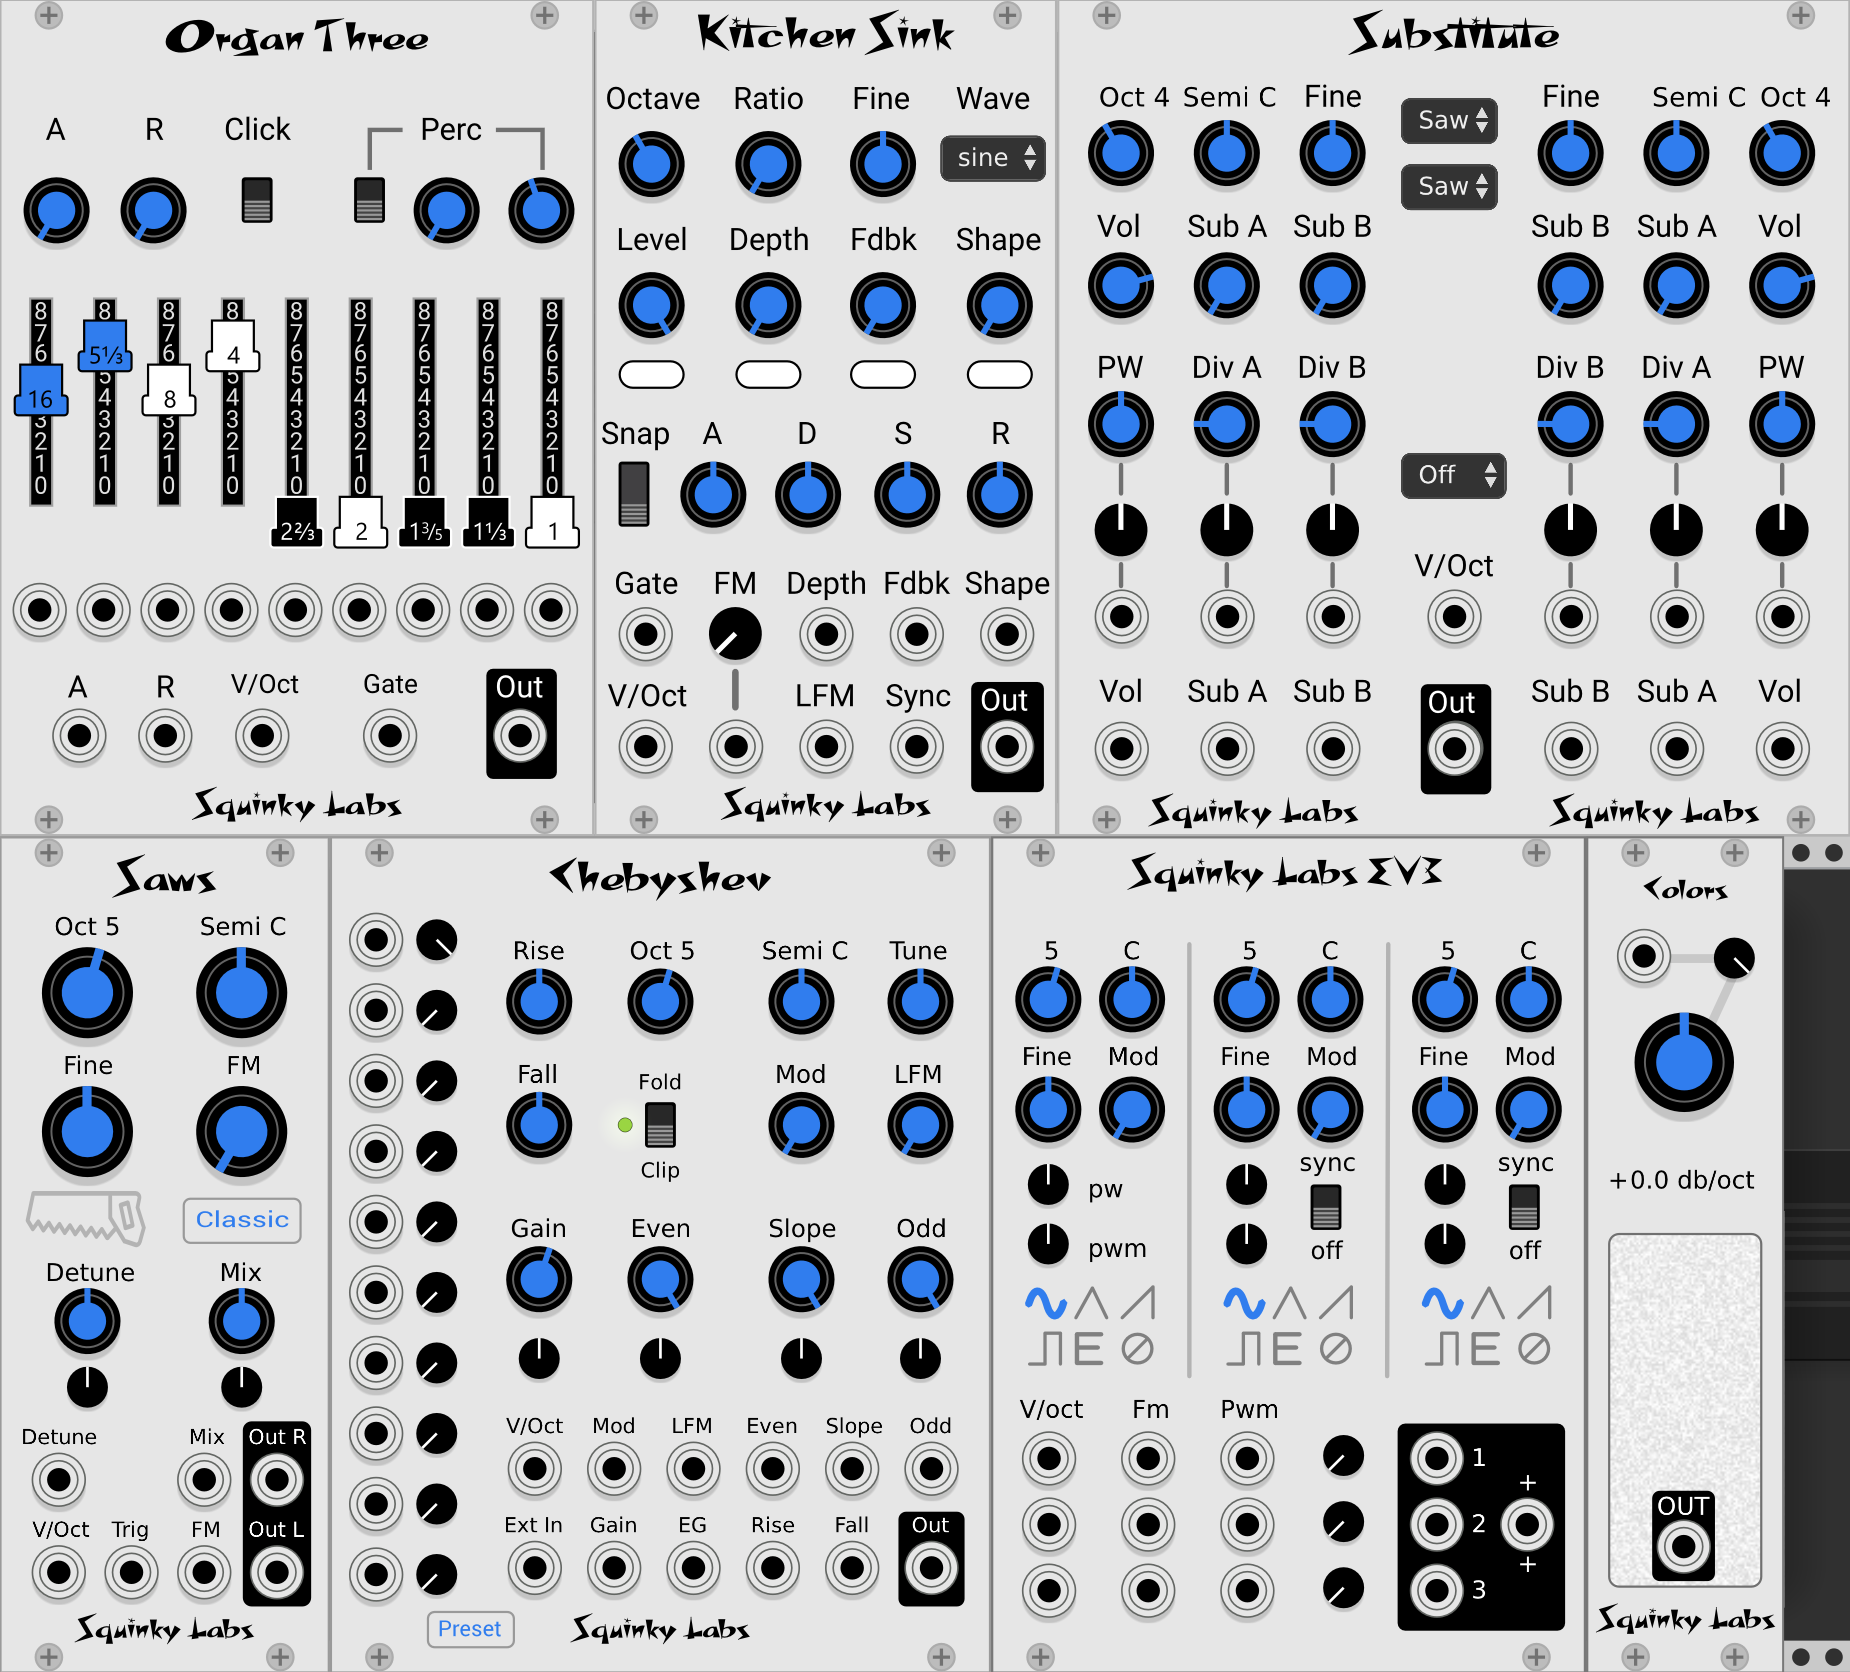 Organ Three
A R Click Perc
8 8 8 8 8 8 8 8
7 7 7 7 7 7 7
6 6 6 6 6 6 6
5⅓ 4
5 5 5 5 5 5 5
16 8
4 4 4 4 4 4 4
3 3 3 3 3 3 3 3 3
2 2 2 2 2 2 2 2 2
1 1 1 1 1 1 1 1 1
0 0 0 0 0 0 0 0 0
2⅔ 2 1⅗ 1⅓ 1
A R V/Oct Gate Out
Squinky Labs
Kitchen Sink
Octave Ratio Fine Wave
sine
Level Depth Fdbk Shape
Snap A D S R
Gate FM Depth Fdbk Shape
V/Oct LFM Sync Out
Squinky Labs
Substitute
Oct 4 Semi C Fine Saw Fine Semi C Oct 4
Saw
Vol Sub A Sub B Sub B Sub A Vol
PW Div A Div B Div B Div A PW
Off
V/Oct
Vol Sub A Sub B Out Sub B Sub A Vol
Squinky Labs Squinky Labs
Saws
Oct 5 Semi C
Fine FM
Classic
Detune Mix
Detune Mix Out R
V/Oct Trig FM Out L
Squinky Labs
Chebyshev
Rise Oct 5 Semi C Tune
Fall Fold Mod LFM
Clip
Gain Even Slope Odd
V/Oct Mod LFM Even Slope Odd
Ext In Gain EG Rise Fall Out
Preset
Squinky Labs
Squinky Labs EV3
5 C 5 C 5 C
Fine Mod Fine Mod Fine Mod
sync sync
pw
pwm off off
E E E
V/oct Fm Pwm
1
+
2
+
3
Colors
+0.0 db/oct
OUT
Squinky Labs